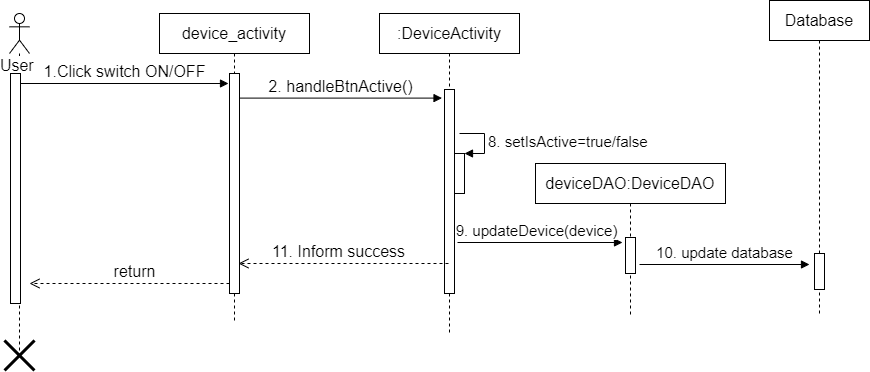 device_activity
:DeviceActivity
Database
User
1.Click switch ON/OFF
2. handleBtnActive()
8. setIsActive=true/false
deviceDAO:DeviceDAO
9. updateDevice(device)
10. update database
11. Inform success
return